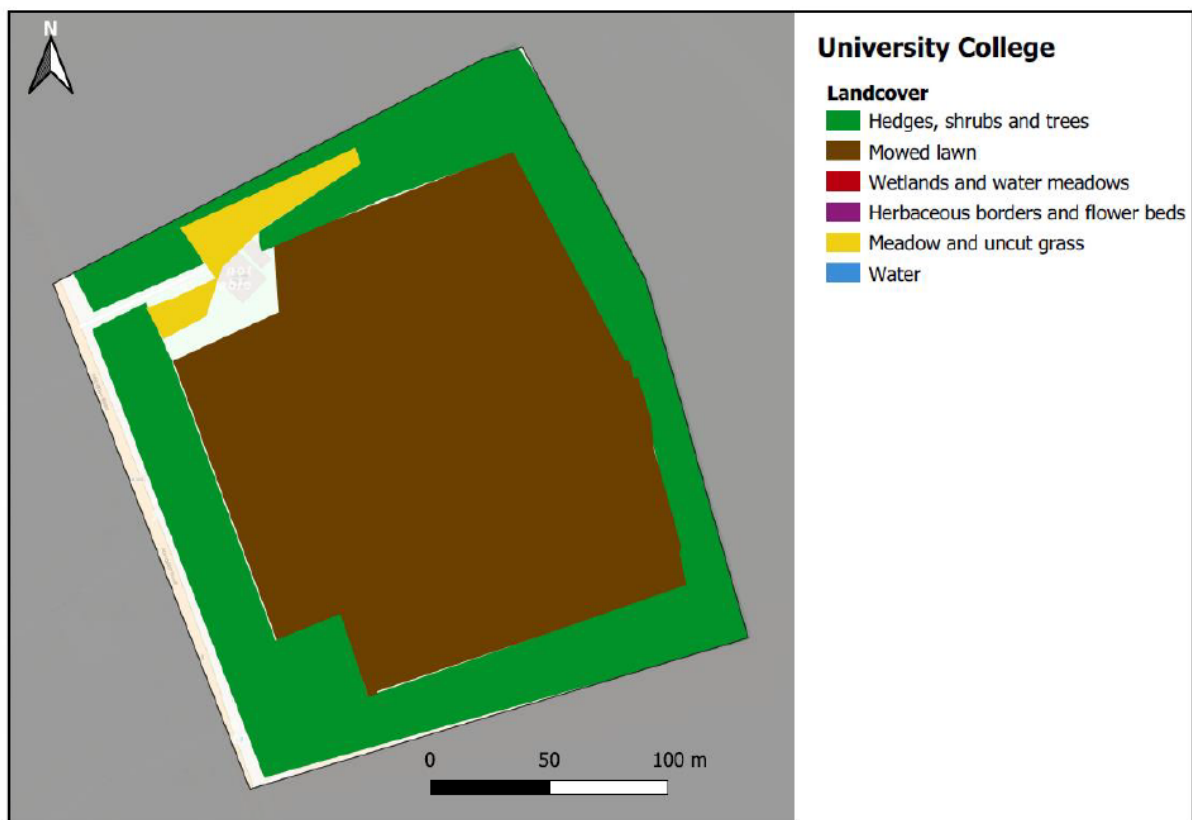 N
University College
Landcover
Hedges, shrubs and trees
Mowed lawn
Wetlands and water meadows
Herbaceous borders and flower beds
Meadow and uncut grass
Water
0 50 100 m